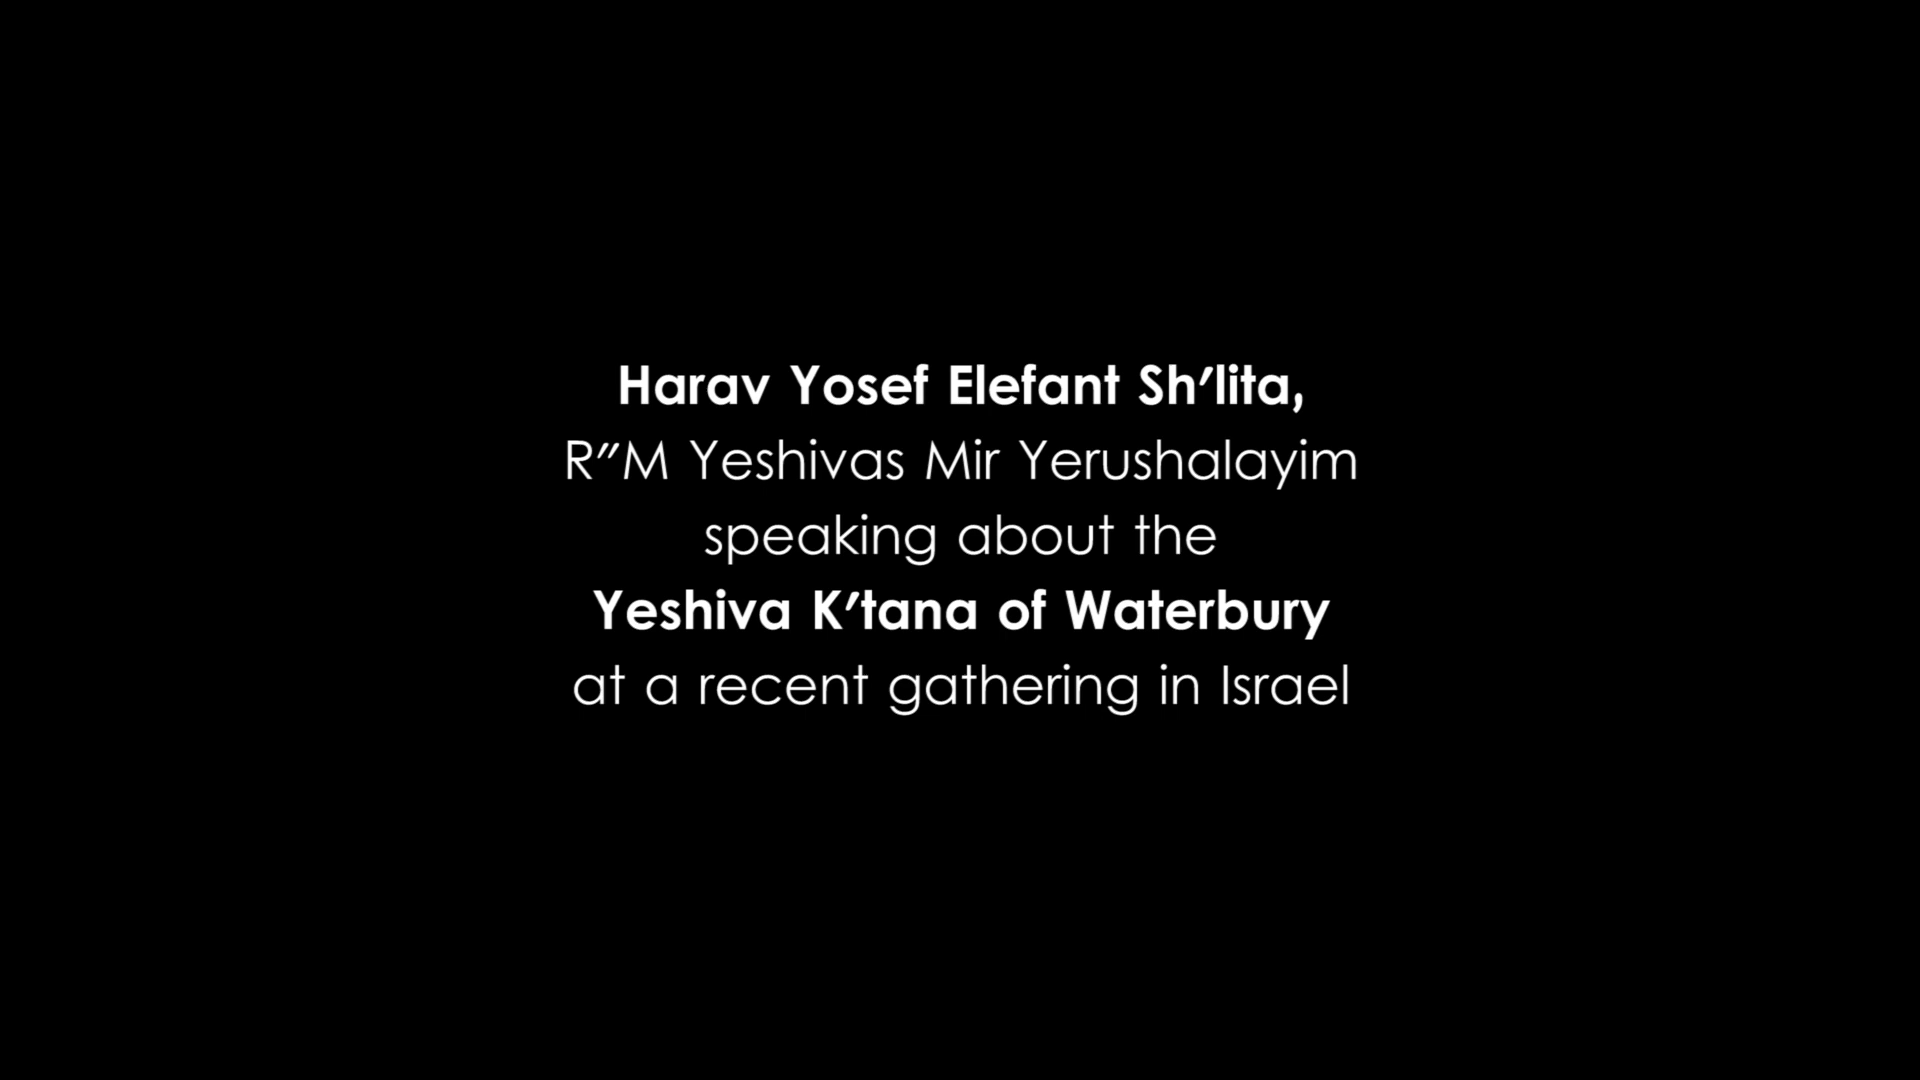 Harav Yosef Elefant Sh'lita,
R"M Yeshivas Mir Yerushalayim
speaking about the
Yeshiva K'tana of Waterbury
at a recent gathering in Israel